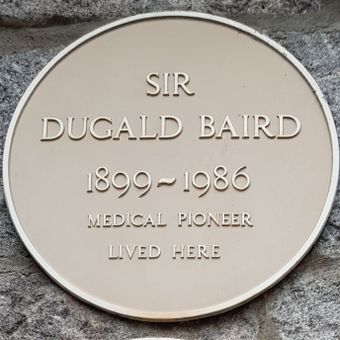 SIR
DUGALD BAIRD
1899~1986
MEDICAL PIONEER
LIVED HERE